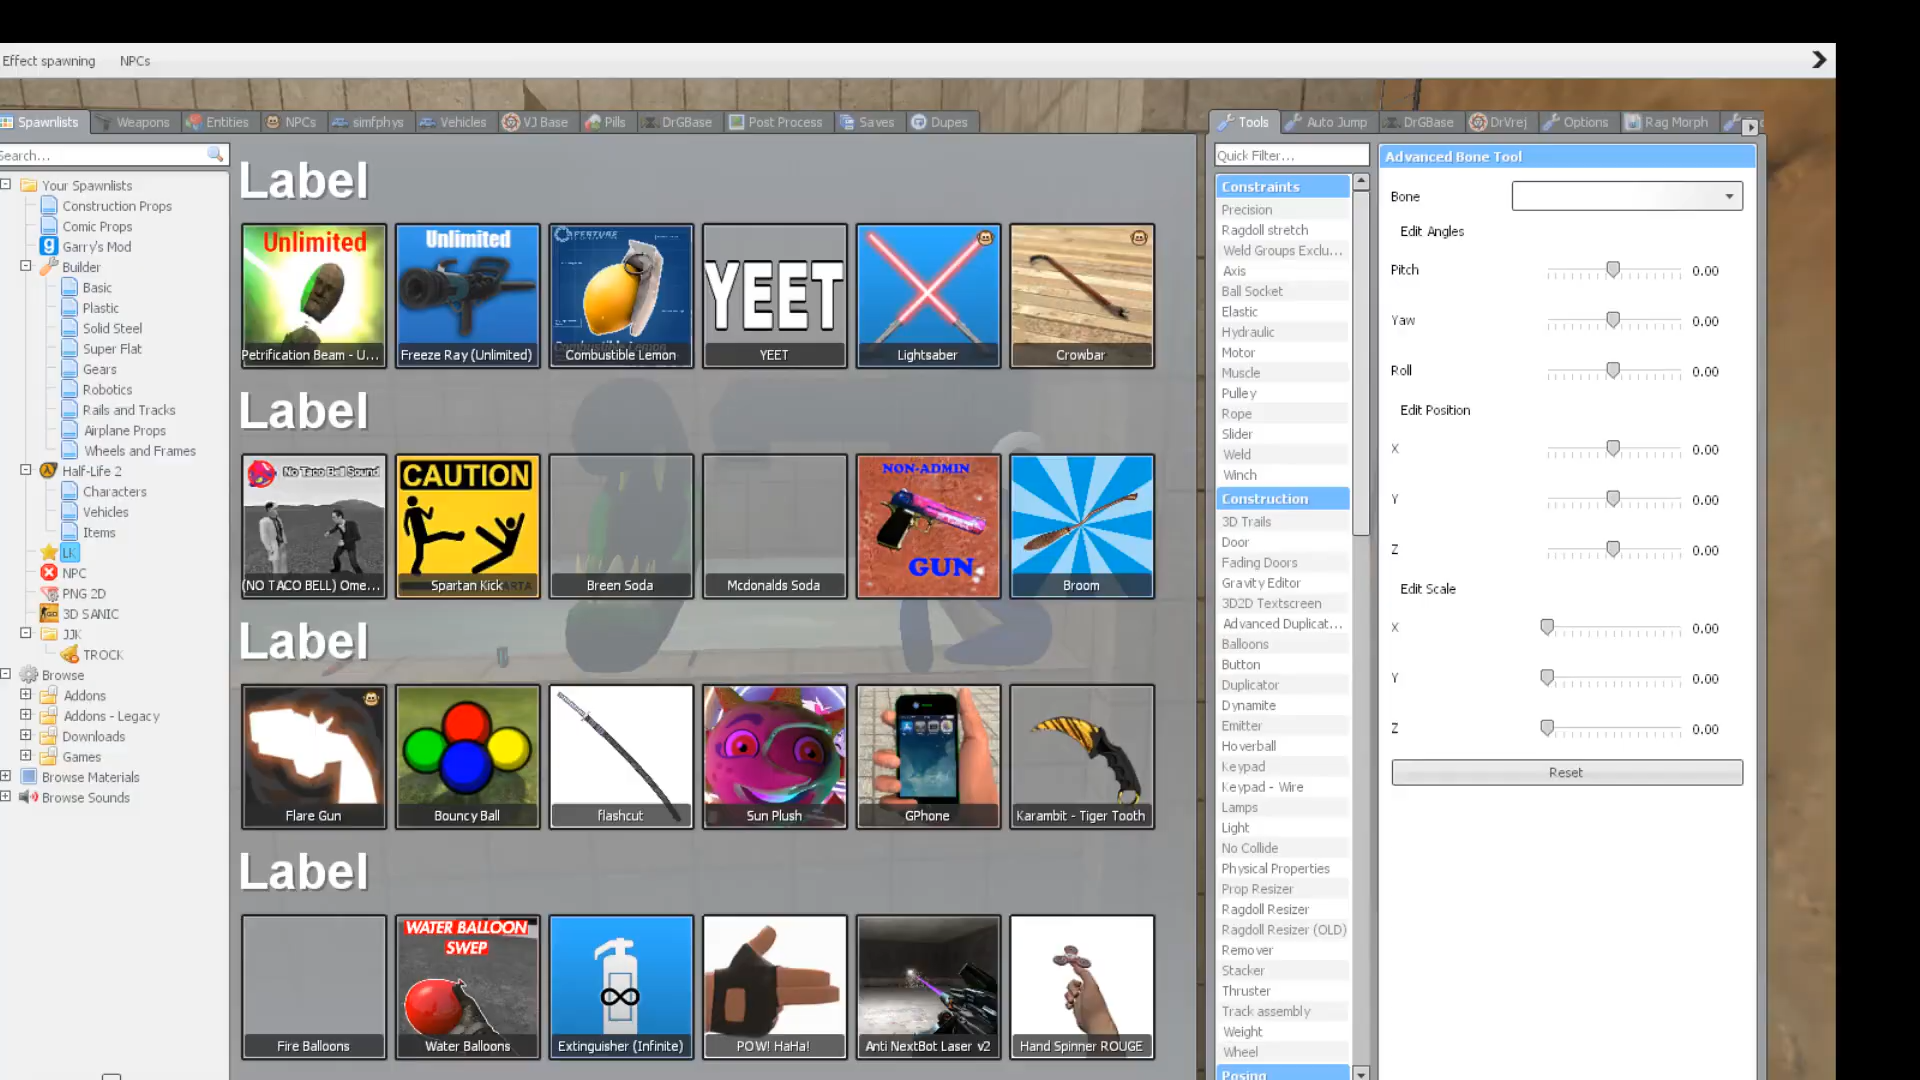 Effect spawning NPCs
Spawnlists Weapons Entities NPCs simfphys Vehicles VJ Base Pills DrGBase Post Process Saves Dupes
Tools Auto Jump DrGBase DrVrej Options Rag Morph
Search...
Your Spawnlists
Construction Props
Comic Props
g Garry's Mod
Builder
Basic
Plastic
Solid Steel
Super Flat
Gears
Robotics
Rails and Tracks
Airplane Props
Wheels and Frames
Half-Life 2
Characters
Vehicles
Items
LK
NPC
PNG 2D
3D SANIC
JJK
TROCK
Browse
Addons
Addons - Legacy
Downloads
Games
Browse Materials
Browse Sounds
Label
Unlimited
Petrification Beam - U...
Unlimited
Freeze Ray (Unlimited)
Combustible Lemon
YEET
YEET
Lightsaber
Crowbar
Label
No Taco Bell Sound
(NO TACO BELL) Ome...
CAUTION
Spartan Kick
Breen Soda
Mcdonalds Soda
NON-ADMIN
GUN
Broom
Label
Flare Gun
Bouncy Ball
flashcut
Sun Plush
GPhone
Karambit - Tiger Tooth
Label
Fire Balloons
WATER BALLOON
SWEP
Water Balloons
Extinguisher (Infinite)
POW! HaHa!
Anti NextBot Laser v2
Hand Spinner ROUGE
Quick Filter...
Constraints
Precision
Ragdoll stretch
Weld Groups Exclu...
Axis
Ball Socket
Elastic
Hydraulic
Motor
Muscle
Pulley
Rope
Slider
Weld
Winch
Construction
3D Trails
Door
Fading Doors
Gravity Editor
3D2D Textscreen
Advanced Duplicat...
Balloons
Button
Duplicator
Dynamite
Emitter
Hoverball
Keypad
Keypad - Wire
Lamps
Light
No Collide
Physical Properties
Prop Resizer
Ragdoll Resizer
Ragdoll Resizer (OLD)
Remover
Stacker
Thruster
Track assembly
Weight
Wheel
Posing
Advanced Bone Tool
Bone
Edit Angles
Pitch 0.00
Yaw 0.00
Roll 0.00
Edit Position
X 0.00
Y 0.00
Z 0.00
Edit Scale
X 0.00
Y 0.00
Z 0.00
Reset